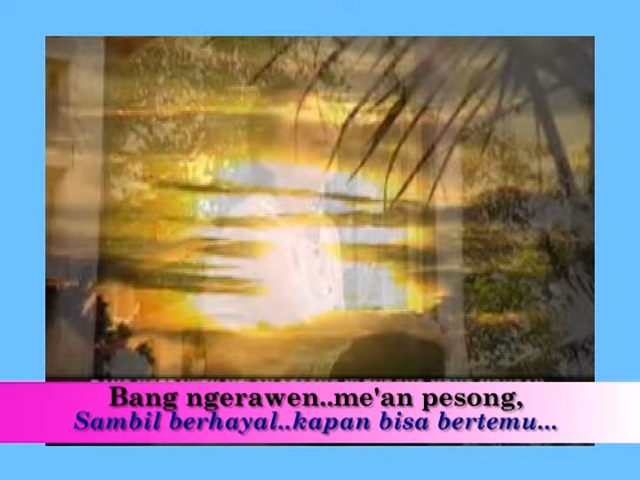 Bang ngerawen..me'an pesong,
Sambil berhayal..kapan bisa bertemu...